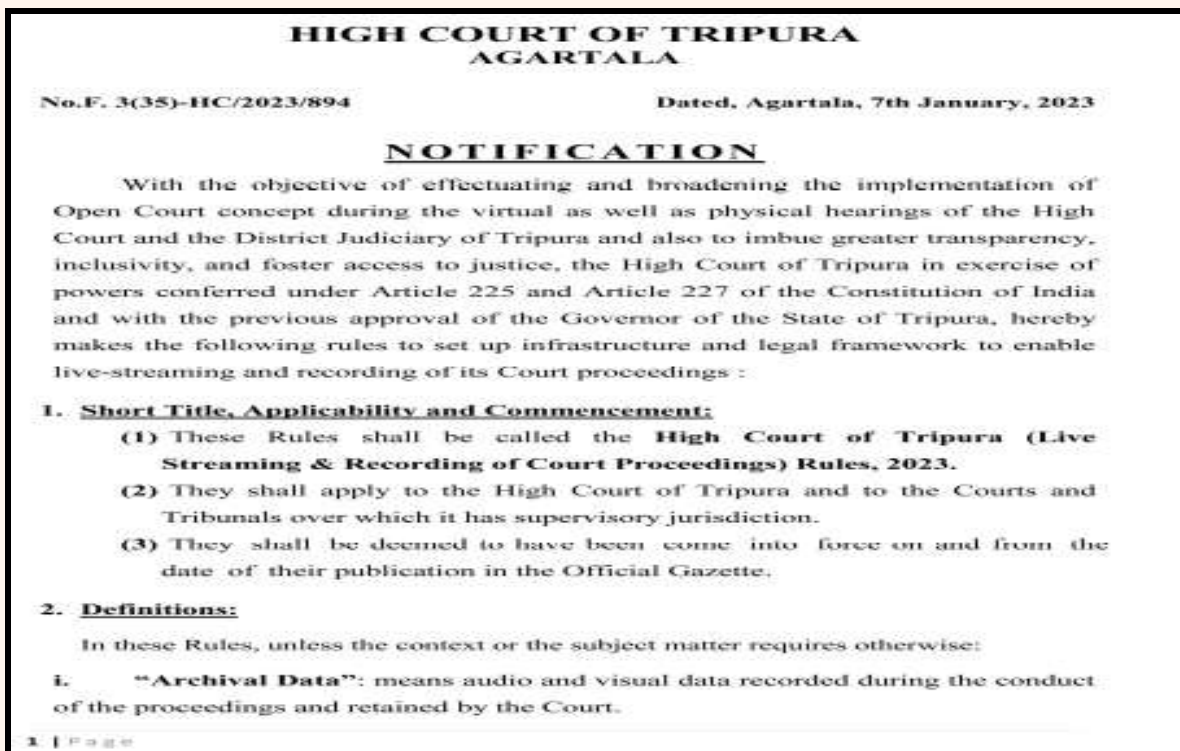 HIGH COURT OF TRIPURA
AGARTALA
No.F. 3(35)-HC/2023/894 Dated, Agartala, 7th January, 2023
NOTIFICATION
With the objective of effectuating and broadening the implementation of
Open Court concept during the virtual as well as physical hearings of the High
Court and the District Judiciary of Tripura and also to imbue greater transparency,
inclusivity, and foster access to justice, the High Court of Tripura in exercise of
powers conferred under Article 225 and Article 227 of the Constitution of India
and with the previous approval of the Governor of the State of Tripura, hereby
makes the following rules to set up infrastructure and legal framework to enable
live-streaming and recording of its Court proceedings :
1. Short Title, Applicability and Commencement:
(1) These Rules shall be called the High Court of Tripura (Live
Streaming & Recording of Court Proceedings) Rules, 2023.
(2) They shall apply to the High Court of Tripura and to the Courts and
Tribunals over which it has supervisory jurisdiction.
(3) They shall be deemed to have been come into force on and from the
date of their publication in the Official Gazette.
2. Definitions:
In these Rules, unless the context or the subject matter requires otherwise:
i. “Archival Data”: means audio and visual data recorded during the conduct
of the proceedings and retained by the Court.
1 | Page